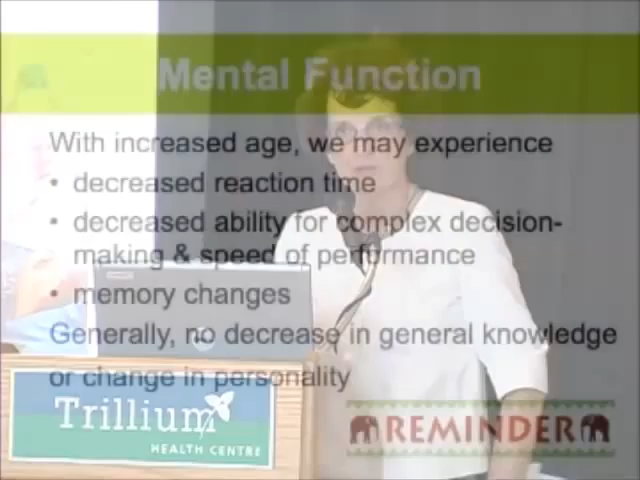 Mental Function
With increased age, we may experience
• decreased reaction time
• decreased ability for complex decision-
making & speed of performance
• memory changes
Generally, no decrease in general knowledge
or change in personality
Trillium
HEALTH CENTRE
REMINDER